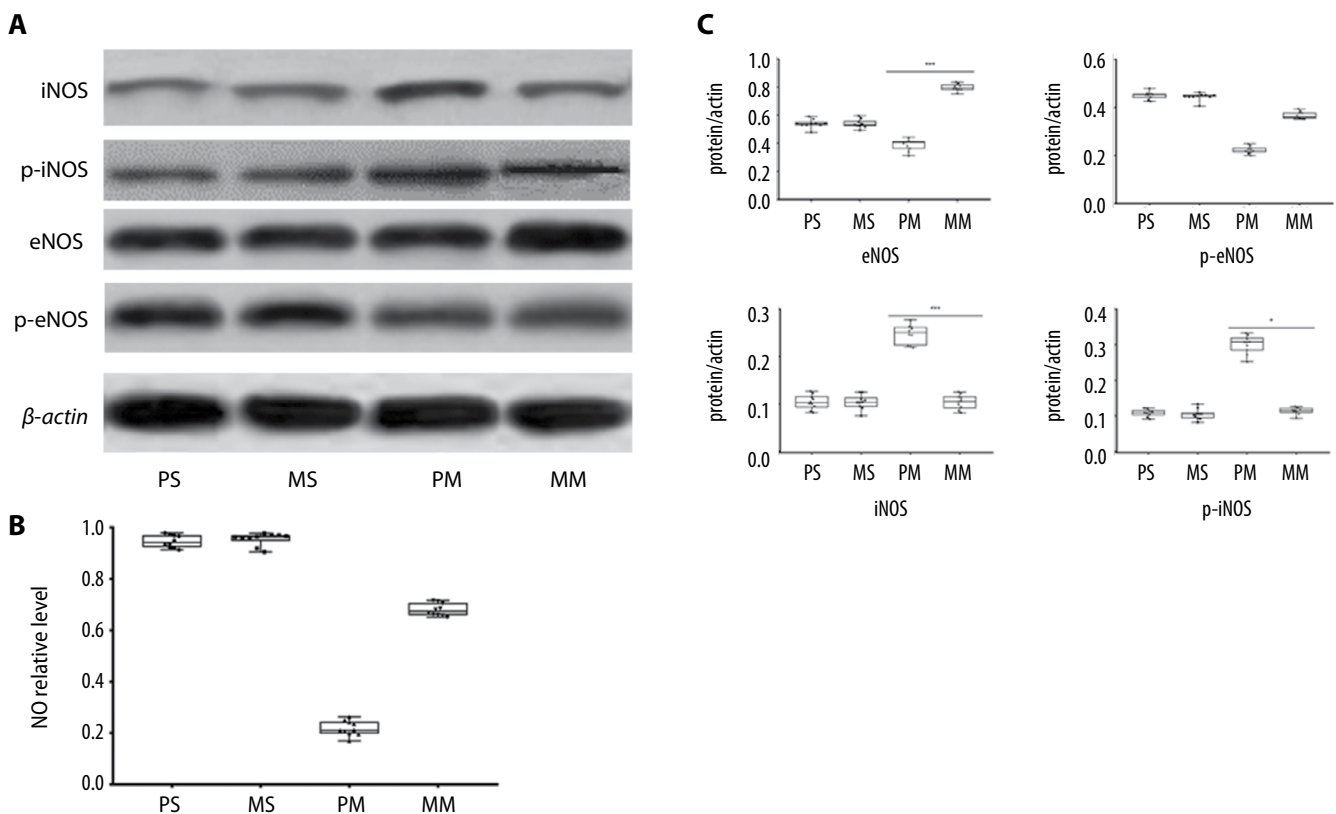 A
iNOS
p-iNOS
eNOS
p-eNOS
β-actin
PS MS PM MM
B
NO relative level
1.0
0.8
0.6
0.4
0.2
0.0
PS MS PM MM
C
protein/actin
1.0
0.8
0.6
0.4
0.2
0.0
***
PS MS PM MM
eNOS
protein/actin
0.6
0.4
0.2
0.0
PS MS PM MM
p-eNOS
protein/actin
0.3
0.2
0.1
0.0
***
PS MS PM MM
iNOS
protein/actin
0.4
0.3
0.2
0.1
0.0
*
PS MS PM MM
p-iNOS